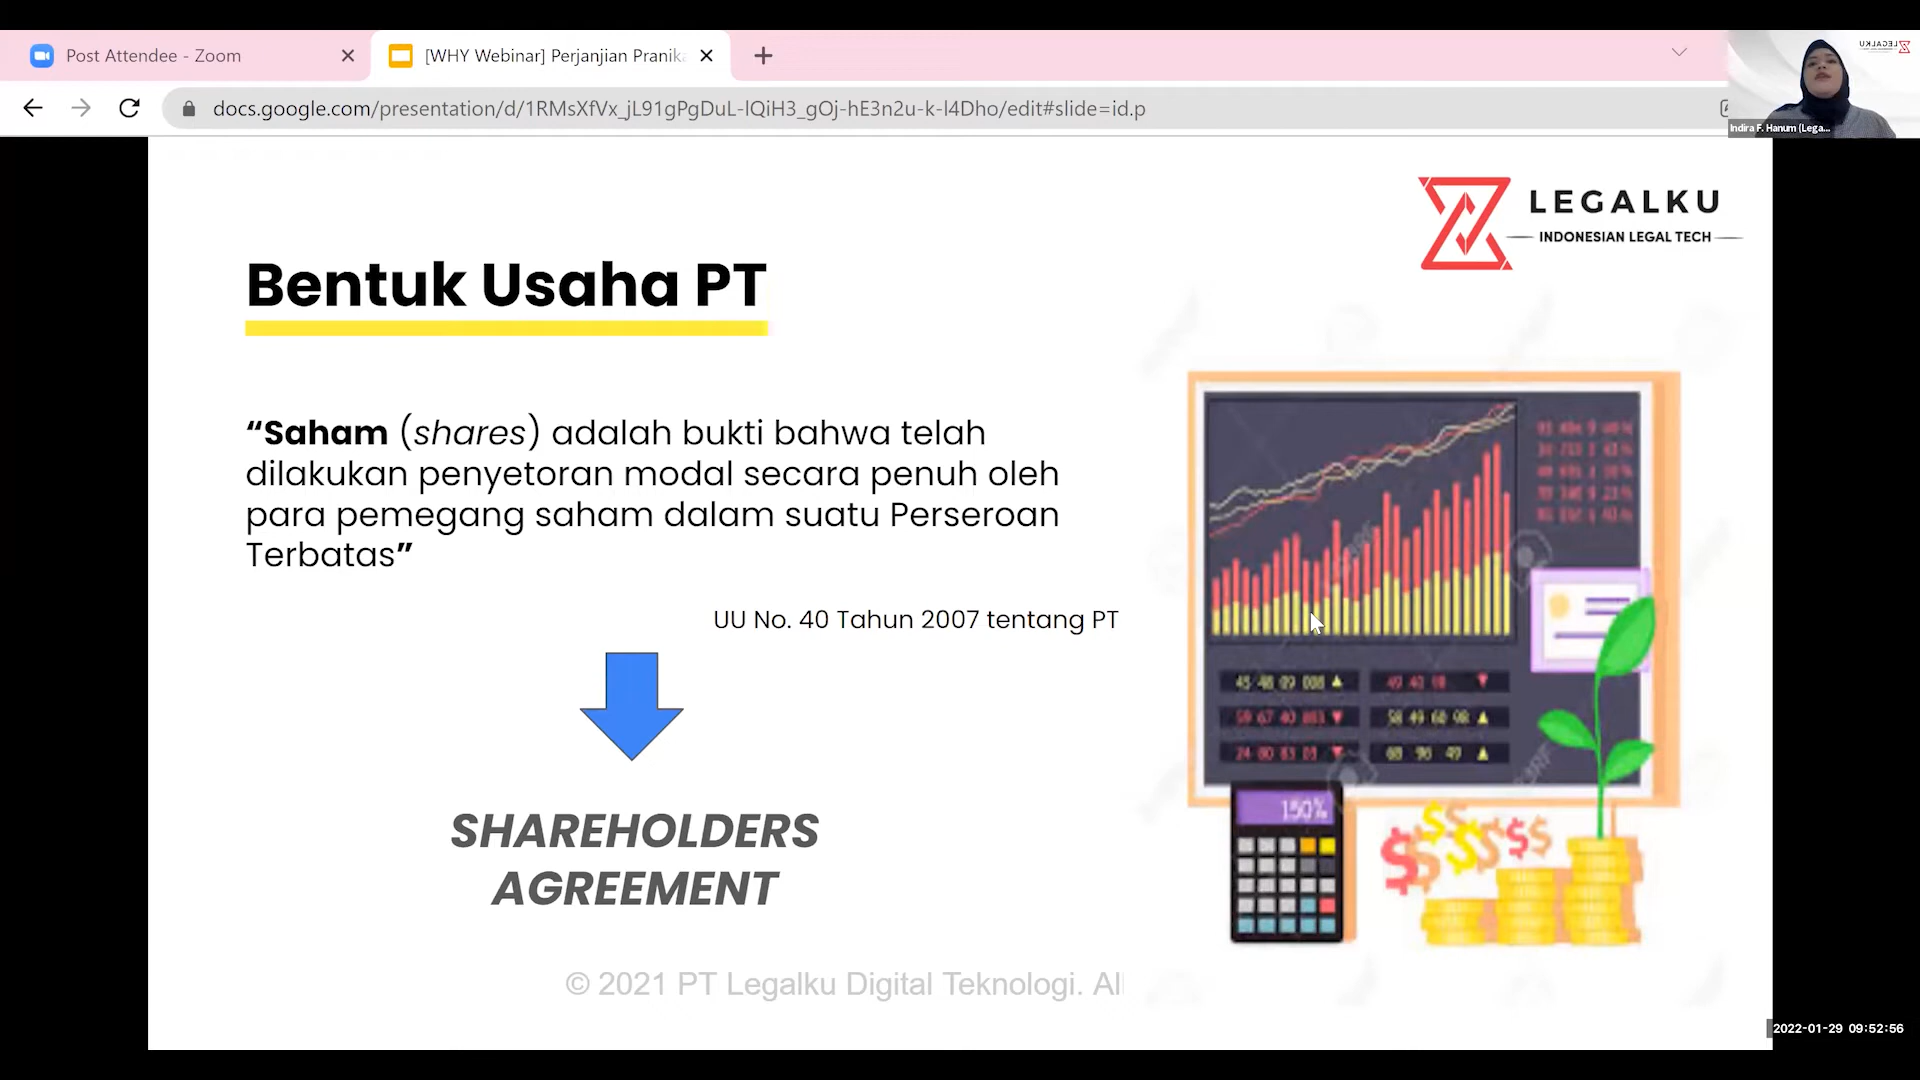 Post Attendee - Zoom
[WHY Webinar] Perjanjian Pranika
docs.google.com/presentation/d/1RMsXfVx_jL91gPgDuL-lQiH3_gOj-hE3n2u-k-l4Dho/edit#slide=id.p
Indira F. Hanum (Lega...
LEGALKU
INDONESIAN LEGAL TECH
Bentuk Usaha PT
“Saham (shares) adalah bukti bahwa telah
dilakukan penyetoran modal secara penuh oleh
para pemegang saham dalam suatu Perseroan
Terbatas”
UU No. 40 Tahun 2007 tentang PT
SHAREHOLDERS
AGREEMENT
150%
© 2021 PT Legalku Digital Teknologi. All
2022-01-29 09:52:56